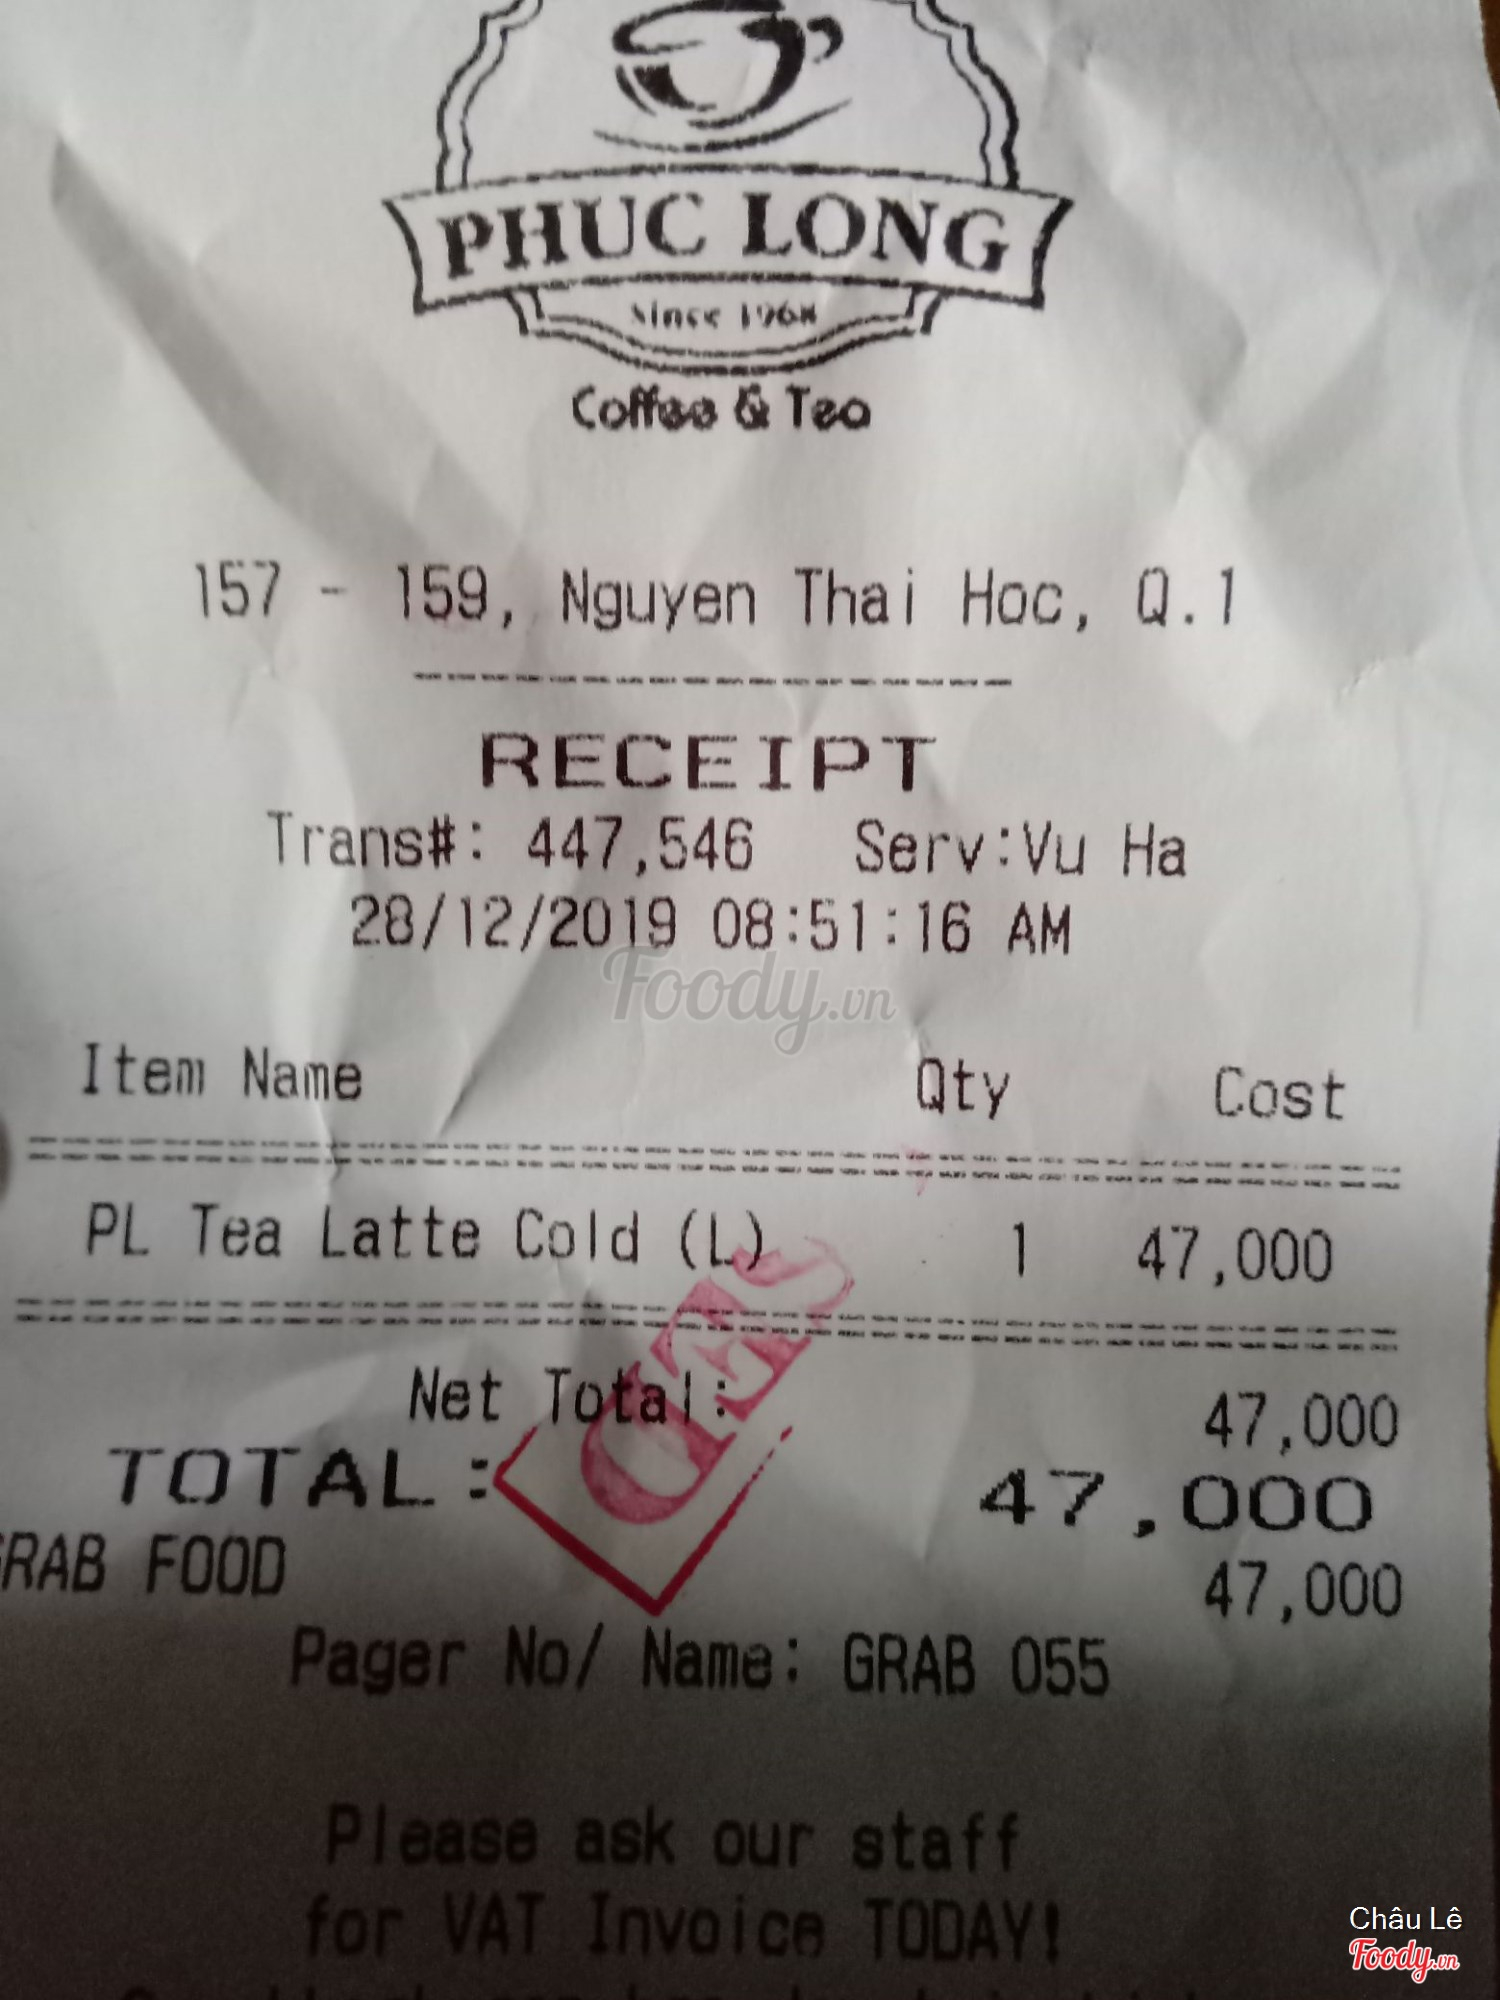 PHUC LONG
Since 1968
Coffee & Tea
157 - 159, Nguyen Thai Hoc, Q.1
RECEIPT
Trans#: 447,546 Serv:Vu Ha
28/12/2019 08:51:16 AM
Foody.vn
Item Name Qty Cost
PL Tea Latte Cold (L) 1 47,000
Net Total: 47,000
TOTAL: 47,000
GRAB FOOD 47,000
Pager No/ Name: GRAB 055
Please ask our staff
for VAT Invoice TODAY!
Châu Lê
Foody.vn